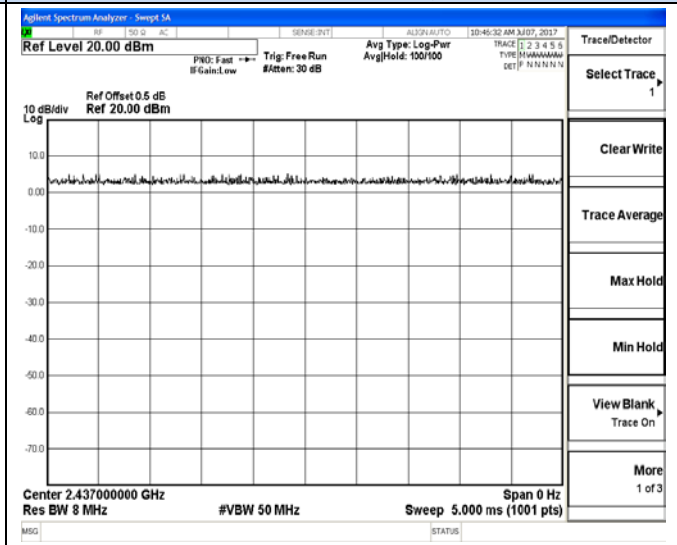 Agilent Spectrum Analyzer - Swept SA
RF 50 Ω AC SENSE:INT ALIGN AUTO 10:46:32 AM Jul 07, 2017
Ref Level 20.00 dBm
PNO: Fast Trig: Free Run
IFGain:Low #Atten: 30 dB
Avg Type: Log-Pwr
Avg|Hold: 100/100
TRACE 1 2 3 4 5 6
TYPE M
DET P N N N N N
Ref Offset 0.5 dB
10 dB/div Ref 20.00 dBm
Log
10.0
0.00
-10.0
-20.0
-30.0
-40.0
-50.0
-60.0
-70.0
Center 2.437000000 GHz Span 0 Hz
Res BW 8 MHz #VBW 50 MHz Sweep 5.000 ms (1001 pts)
MSG STATUS
Trace/Detector
Select Trace
1
Clear Write
Trace Average
Max Hold
Min Hold
View Blank
Trace On
More
1 of 3